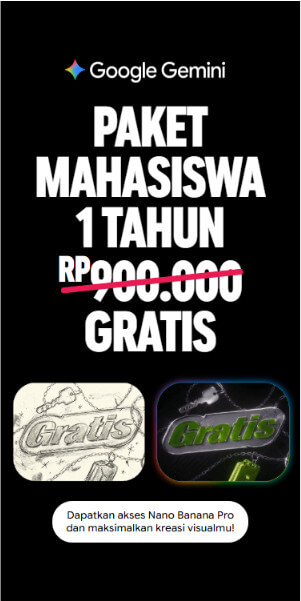 Google Gemini
PAKET
MAHASISWA
1 TAHUN
RP900.000
GRATIS
Gratis
Gratis
Dapatkan akses Nano Banana Pro
dan maksimalkan kreasi visualmu!